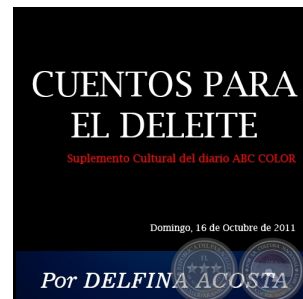 CUENTOS PARA
EL DELEITE
Suplemento Cultural del diario ABC COLOR
Domingo, 16 de Octubre de 2011
Por DELFINA ACOSTA